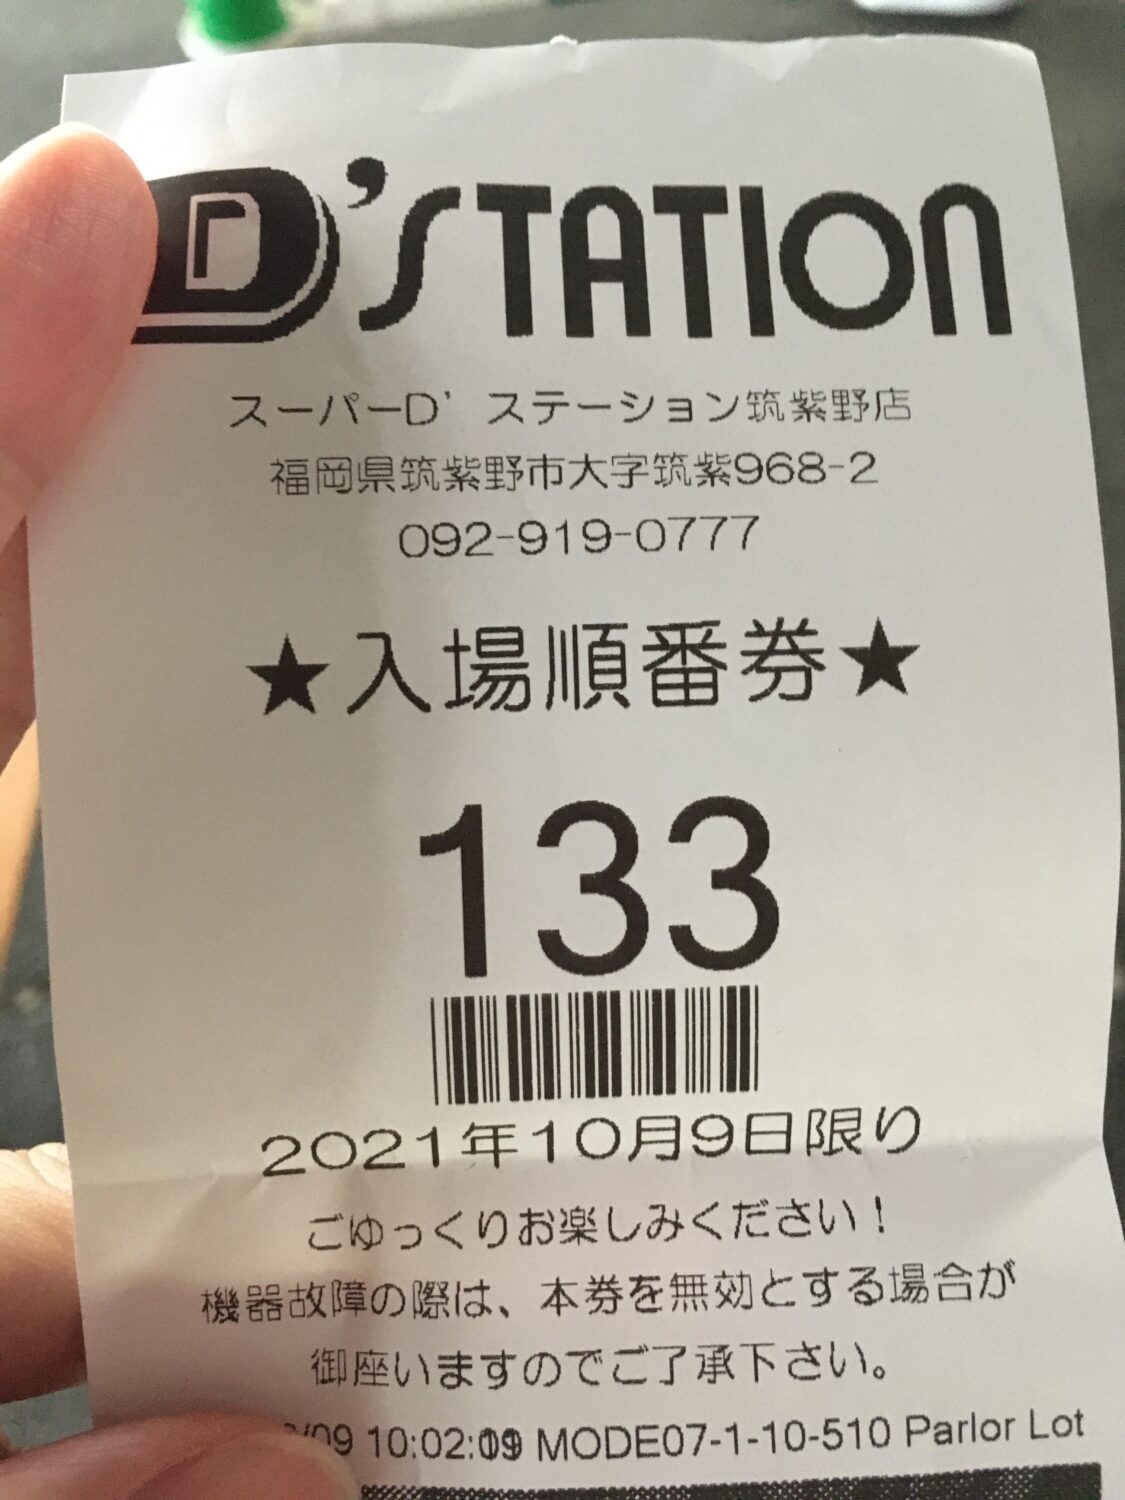 D'STATION
スーパーD'ステーション筑紫野店
福岡県筑紫野市大字筑紫968-2
092-919-0777
★入場順番券★
133
2021年10月9日限り
ごゆっくりお楽しみください！
機器故障の際は、本券を無効とする場合が
御座いますのでご了承下さい。
/09 10:02: MODE07-1-10-510 Parlor Lot